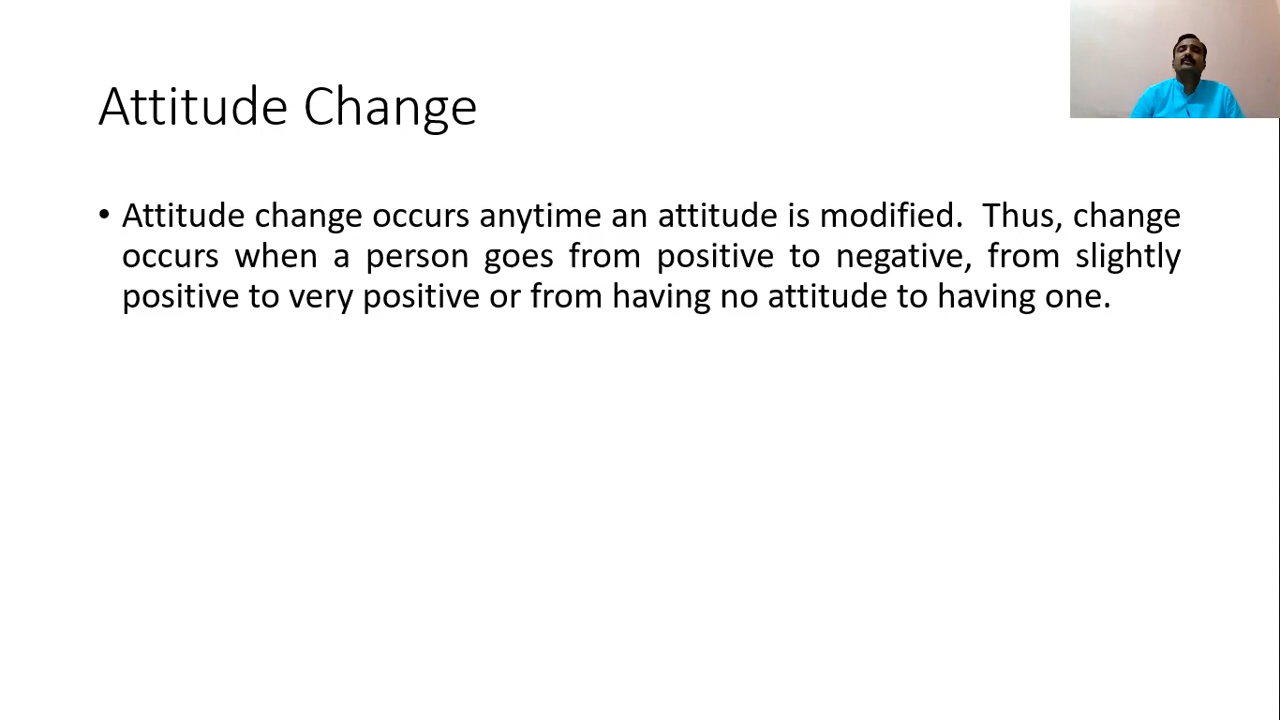 Attitude Change
• Attitude change occurs anytime an attitude is modified.  Thus, change
occurs when a person goes from positive to negative, from slightly
positive to very positive or from having no attitude to having one.